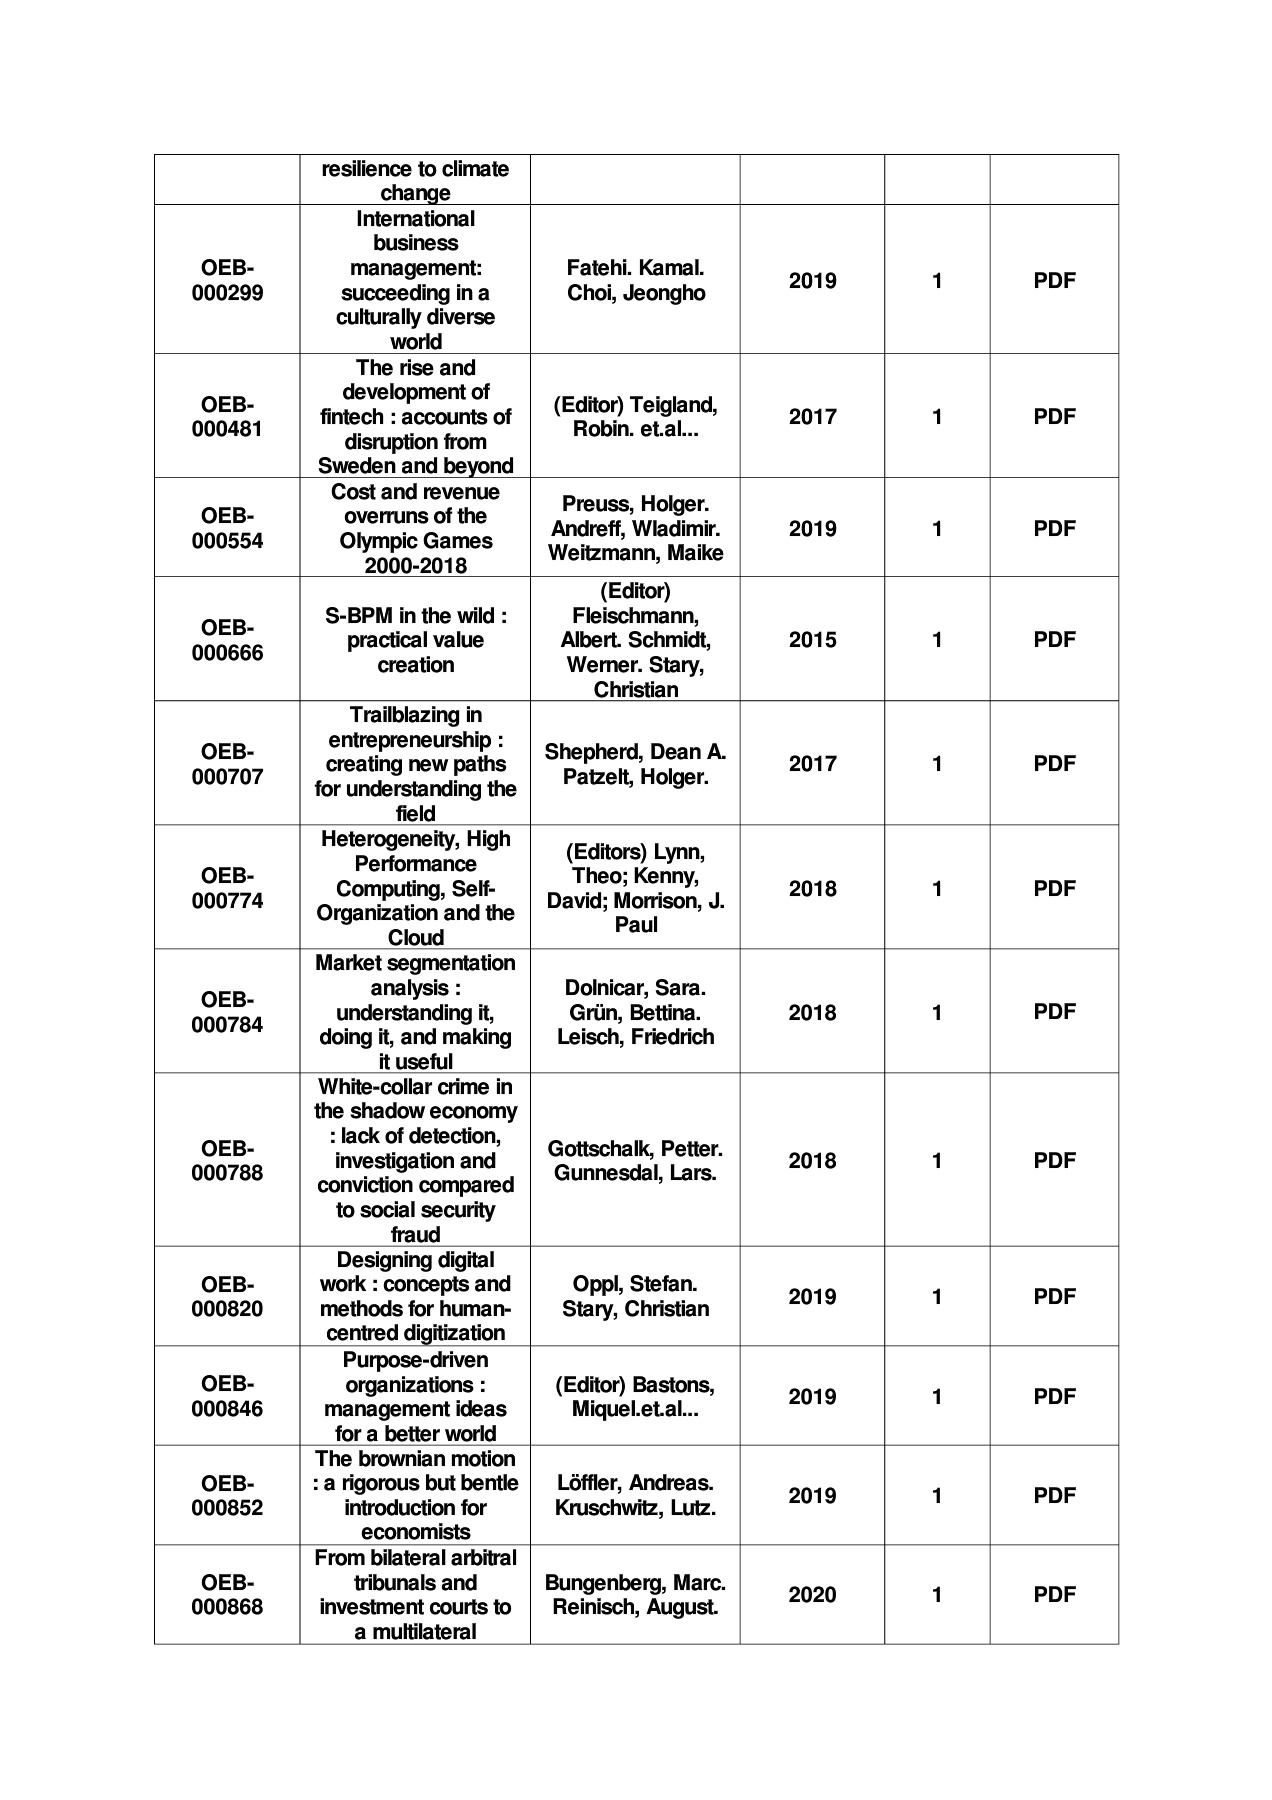 resilience to climate
change
OEB-
000299
International
business
management:
succeeding in a
culturally diverse
world
Fatehi. Kamal.
Choi, Jeongho
2019
1
PDF
OEB-
000481
The rise and
development of
fintech : accounts of
disruption from
Sweden and beyond
(Editor) Teigland,
Robin. et.al...
2017
1
PDF
OEB-
000554
Cost and revenue
overruns of the
Olympic Games
2000-2018
Preuss, Holger.
Andreff, Wladimir.
Weitzmann, Maike
2019
1
PDF
OEB-
000666
S-BPM in the wild :
practical value
creation
(Editor)
Fleischmann,
Albert. Schmidt,
Werner. Stary,
Christian
2015
1
PDF
OEB-
000707
Trailblazing in
entrepreneurship :
creating new paths
for understanding the
field
Shepherd, Dean A.
Patzelt, Holger.
2017
1
PDF
OEB-
000774
Heterogeneity, High
Performance
Computing, Self-
Organization and the
Cloud
(Editors) Lynn,
Theo; Kenny,
David; Morrison, J.
Paul
2018
1
PDF
OEB-
000784
Market segmentation
analysis :
understanding it,
doing it, and making
it useful
Dolnicar, Sara.
Grün, Bettina.
Leisch, Friedrich
2018
1
PDF
OEB-
000788
White-collar crime in
the shadow economy
: lack of detection,
investigation and
conviction compared
to social security
fraud
Gottschalk, Petter.
Gunnesdal, Lars.
2018
1
PDF
OEB-
000820
Designing digital
work : concepts and
methods for human-
centred digitization
Oppl, Stefan.
Stary, Christian
2019
1
PDF
OEB-
000846
Purpose-driven
organizations :
management ideas
for a better world
(Editor) Bastons,
Miquel.et.al...
2019
1
PDF
OEB-
000852
The brownian motion
: a rigorous but bentle
introduction for
economists
Löffler, Andreas.
Kruschwitz, Lutz.
2019
1
PDF
OEB-
000868
From bilateral arbitral
tribunals and
investment courts to
a multilateral
Bungenberg, Marc.
Reinisch, August.
2020
1
PDF